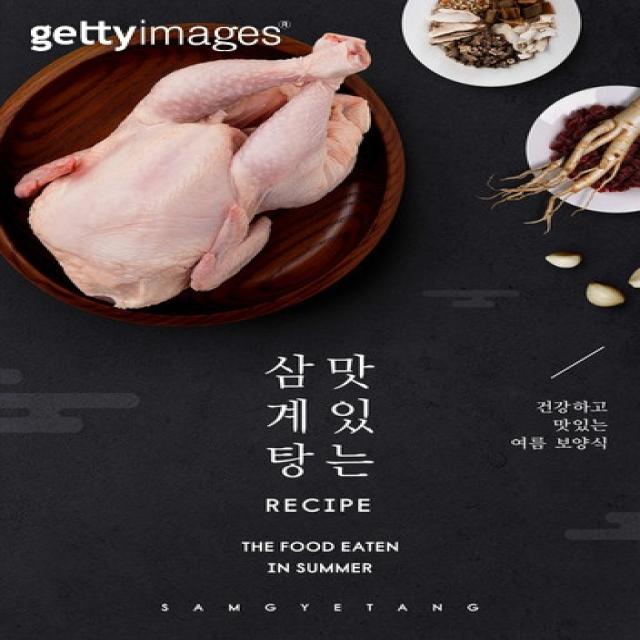 gettyimages®
맛있는
삼계탕
RECIPE
건강하고
맛있는
여름 보양식
THE FOOD EATEN
IN SUMMER
SAMGYETANG